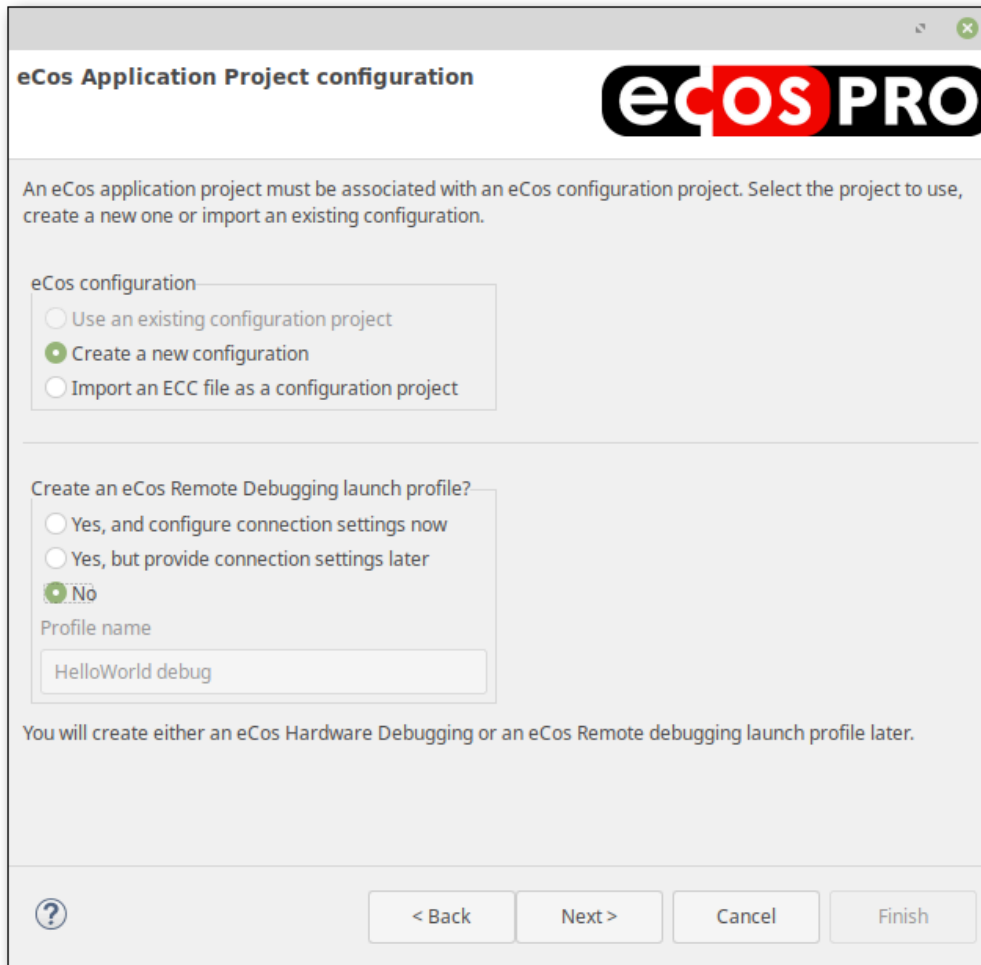 eCos Application Project configuration
eCosPRO
An eCos application project must be associated with an eCos configuration project. Select the project to use,
create a new one or import an existing configuration.
eCos configuration
Use an existing configuration project
Create a new configuration
Import an ECC file as a configuration project
Create an eCos Remote Debugging launch profile?
Yes, and configure connection settings now
Yes, but provide connection settings later
No
Profile name
HelloWorld debug
You will create either an eCos Hardware Debugging or an eCos Remote debugging launch profile later.
?
< Back
Next >
Cancel
Finish